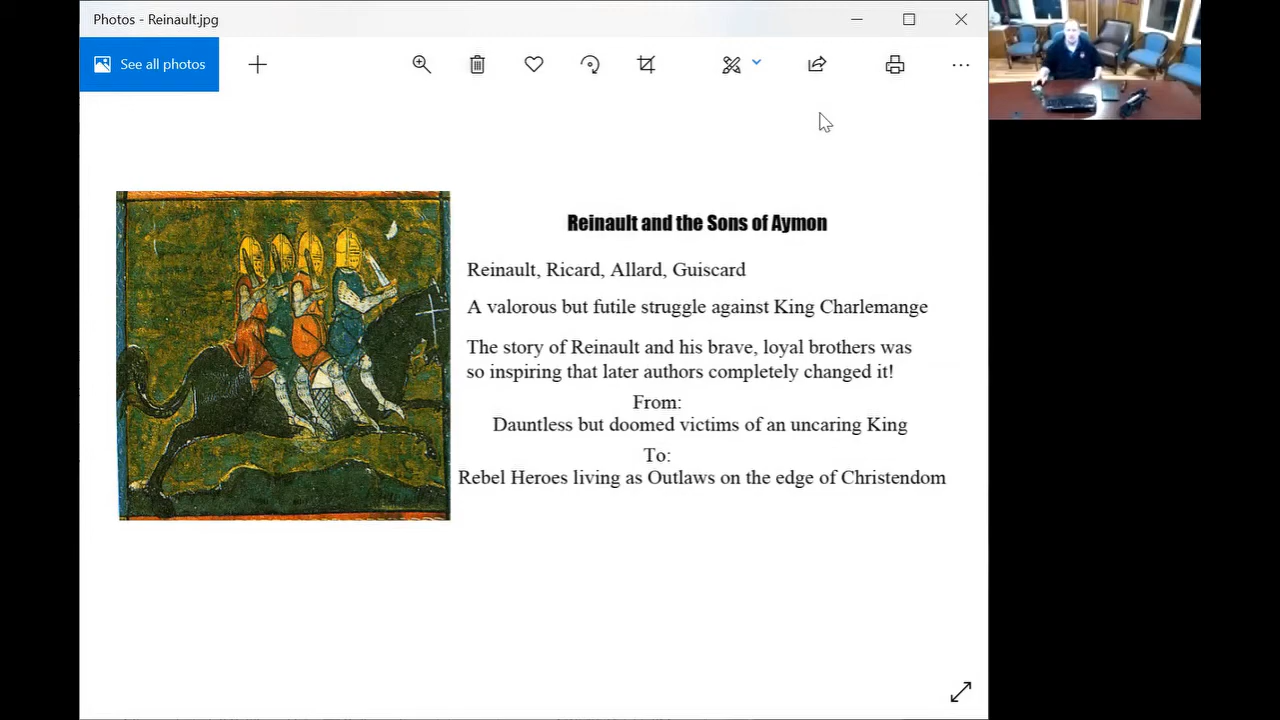 Photos - Reinault.jpg
See all photos
Reinault and the Sons of Aymon
Reinault, Ricard, Allard, Guiscard
A valorous but futile struggle against King Charlemange
The story of Reinault and his brave, loyal brothers was
so inspiring that later authors completely changed it!
From:
Dauntless but doomed victims of an uncaring King
To:
Rebel Heroes living as Outlaws on the edge of Christendom